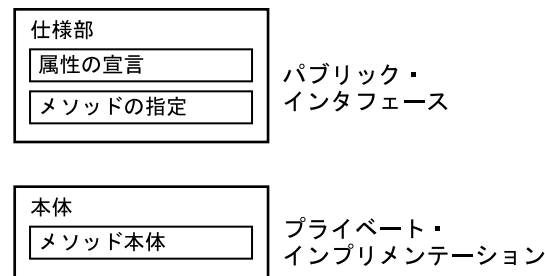 仕様部
属性の宣言
メソッドの指定
パブリック・
インタフェース
本体
メソッド本体
プライベート・
インプリメンテーション